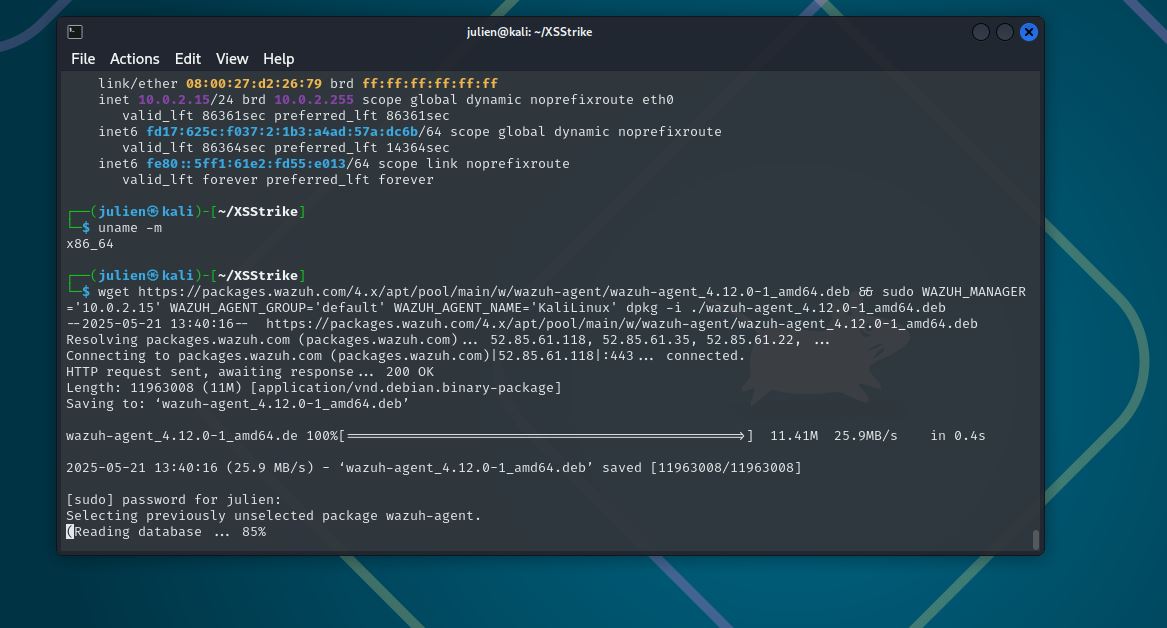 julien@kali: ~/XSStrike
File Actions Edit View Help
link/ether 08:00:27:d2:26:79 brd ff:ff:ff:ff:ff:ff
inet 10.0.2.15/24 brd 10.0.2.255 scope global dynamic noprefixroute eth0
valid_lft 86361sec preferred_lft 86361sec
inet6 fd17:625c:f037:2:1b3:a4ad:57a:dc6b/64 scope global dynamic noprefixroute
valid_lft 86364sec preferred_lft 14364sec
inet6 fe80::5ff1:61e2:fd55:e013/64 scope link noprefixroute
valid_lft forever preferred_lft forever
┌──(julien㉿kali)-[~/XSStrike]
└─$ uname -m
x86_64
┌──(julien㉿kali)-[~/XSStrike]
└─$ wget https://packages.wazuh.com/4.x/apt/pool/main/w/wazuh-agent/wazuh-agent_4.12.0-1_amd64.deb && sudo WAZUH_MANAGER
='10.0.2.15' WAZUH_AGENT_GROUP='default' WAZUH_AGENT_NAME='KaliLinux' dpkg -i ./wazuh-agent_4.12.0-1_amd64.deb
--2025-05-21 13:40:16--  https://packages.wazuh.com/4.x/apt/pool/main/w/wazuh-agent/wazuh-agent_4.12.0-1_amd64.deb
Resolving packages.wazuh.com (packages.wazuh.com)... 52.85.61.118, 52.85.61.35, 52.85.61.22, ...
Connecting to packages.wazuh.com (packages.wazuh.com)|52.85.61.118|:443... connected.
HTTP request sent, awaiting response... 200 OK
Length: 11963008 (11M) [application/vnd.debian.binary-package]
Saving to: ‘wazuh-agent_4.12.0-1_amd64.deb’
wazuh-agent_4.12.0-1_amd64.de 100%[=================================================>]  11.41M  25.9MB/s    in 0.4s
2025-05-21 13:40:16 (25.9 MB/s) - ‘wazuh-agent_4.12.0-1_amd64.deb’ saved [11963008/11963008]
[sudo] password for julien:
Selecting previously unselected package wazuh-agent.
(Reading database ... 85%